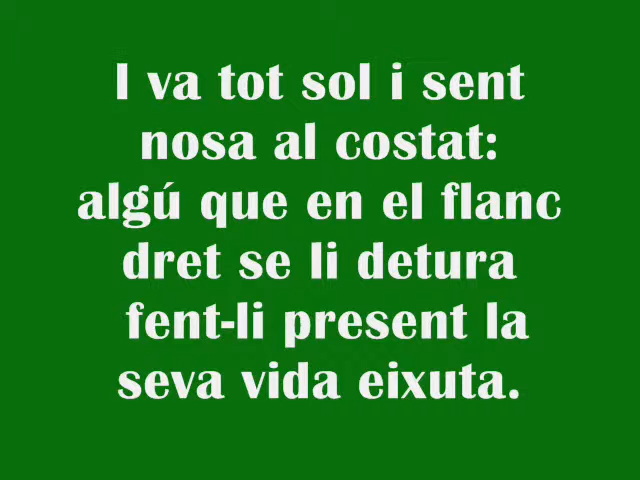 I va tot sol i sent
nosa al costat:
algú que en el flanc
dret se li detura
fent-li present la
seva vida eixuta.